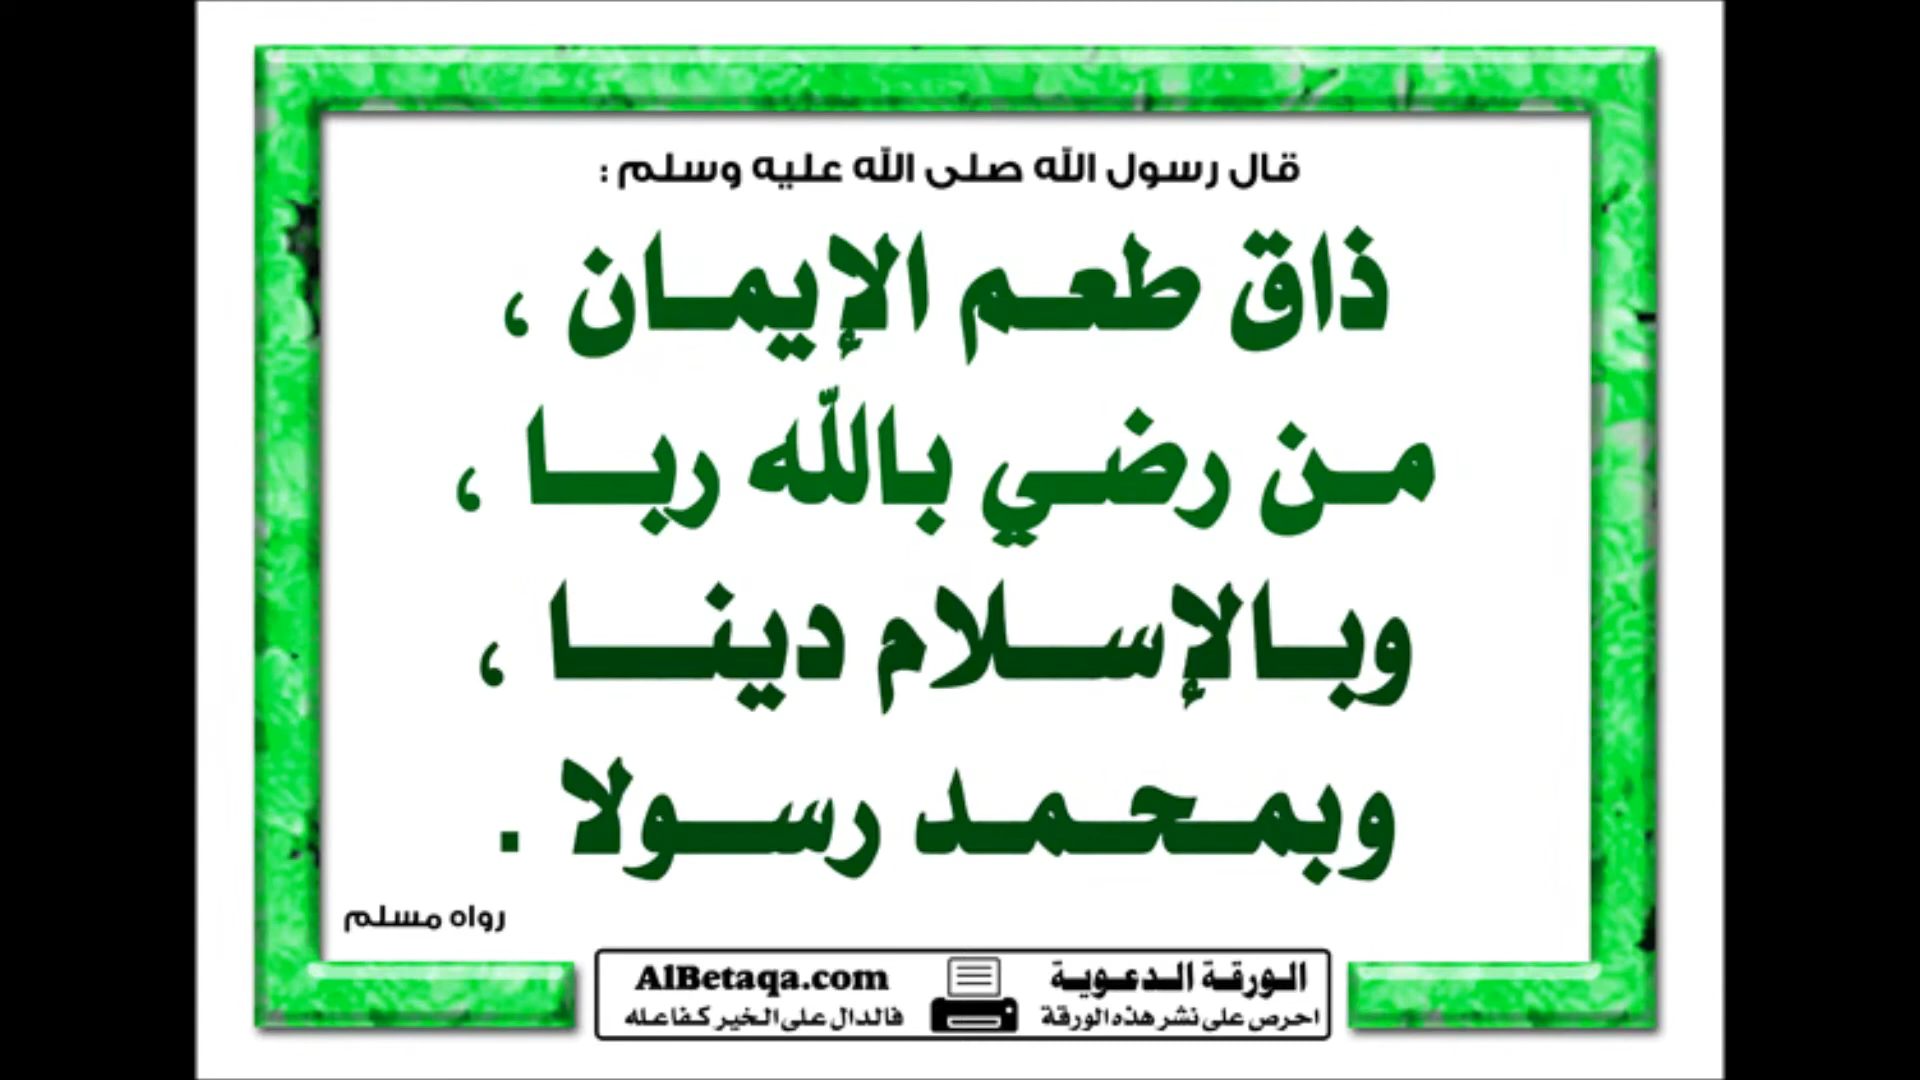 قال رسول الله صلى الله عليه وسلم :
ذاق طعم الإيمان ،
من رضي بالله ربا ،
وبالإسلام دينا ،
وبمحمد رسولا .
رواه مسلم
الورقة الدعوية
احرص على نشر هذه الورقة
AlBetaqa.com
فالدال على الخير كفاعله